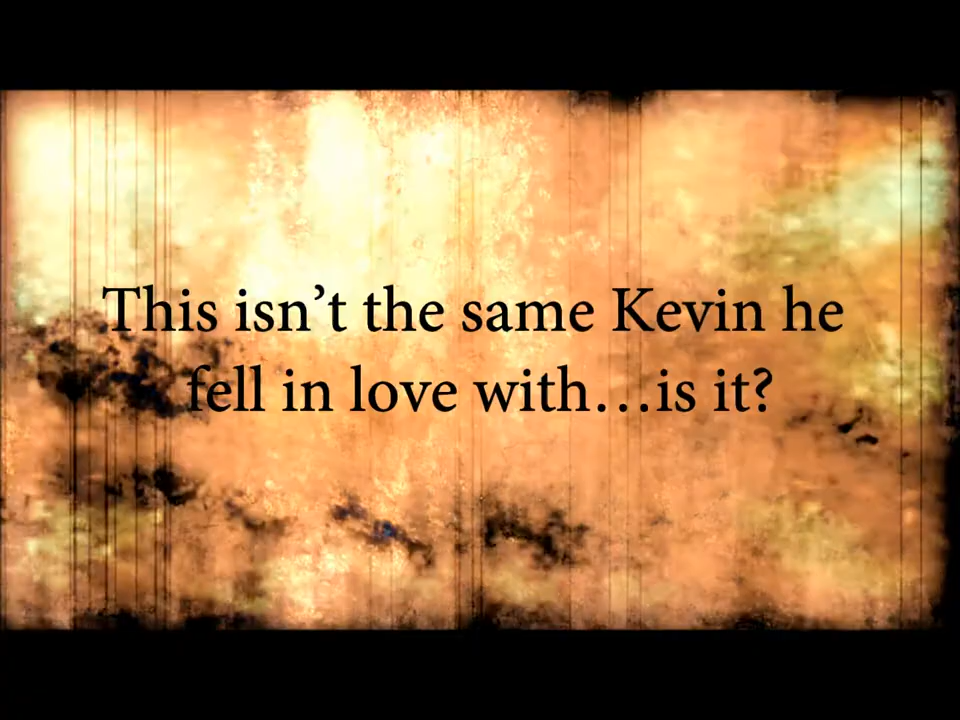 This isn’t the same Kevin he
fell in love with…is it?